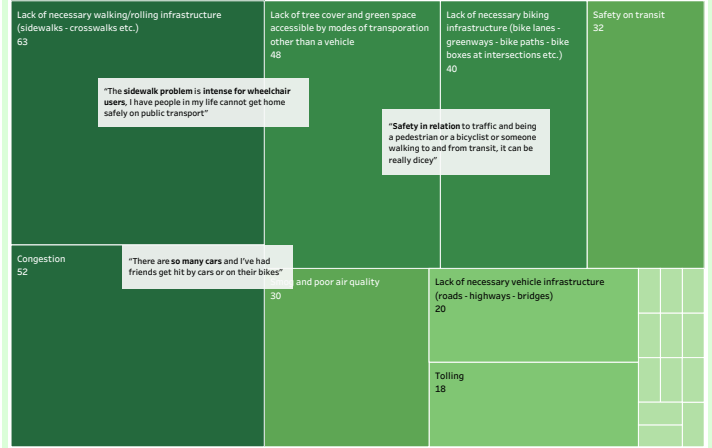 Lack of necessary walking/rolling infrastructure
(sidewalks - crosswalks etc.)
63
Lack of tree cover and green space
accessible by modes of transporation
other than a vehicle
48
Lack of necessary biking
infrastructure (bike lanes -
greenways - bike paths - bike
boxes at intersections etc.)
40
Safety on transit
32
“The sidewalk problem is intense for wheelchair
users, I have people in my life cannot get home
safely on public transport”
“Safety in relation to traffic and being
a pedestrian or a bicyclist or someone
walking to and from transit, it can be
really dicey”
Congestion
52
“There are so many cars and I’ve had
friends get hit by cars or on their bikes”
and poor air quality
30
Lack of necessary vehicle infrastructure
(roads - highways - bridges)
20
Tolling
18